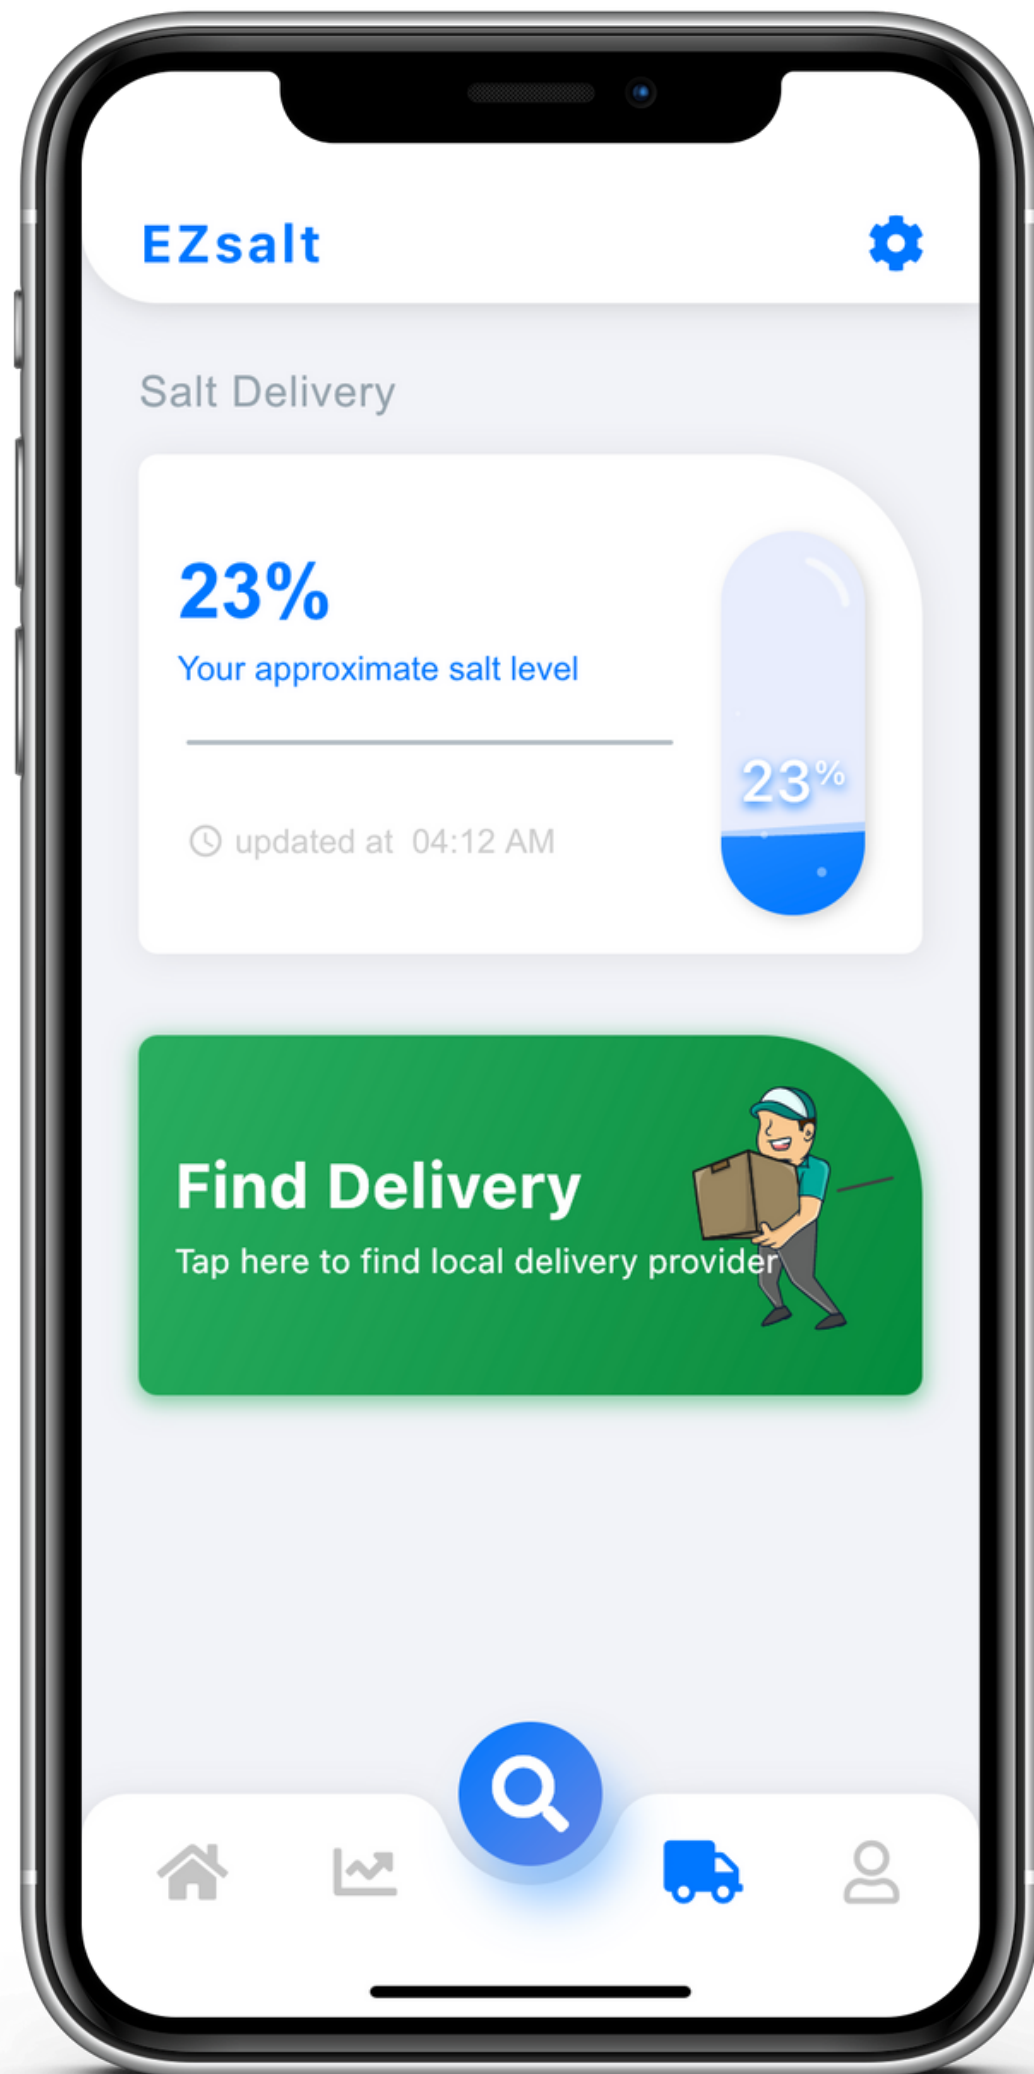 EZsalt
Salt Delivery
23%
Your approximate salt level
23%
updated at 04:12 AM
Find Delivery
Tap here to find local delivery provider